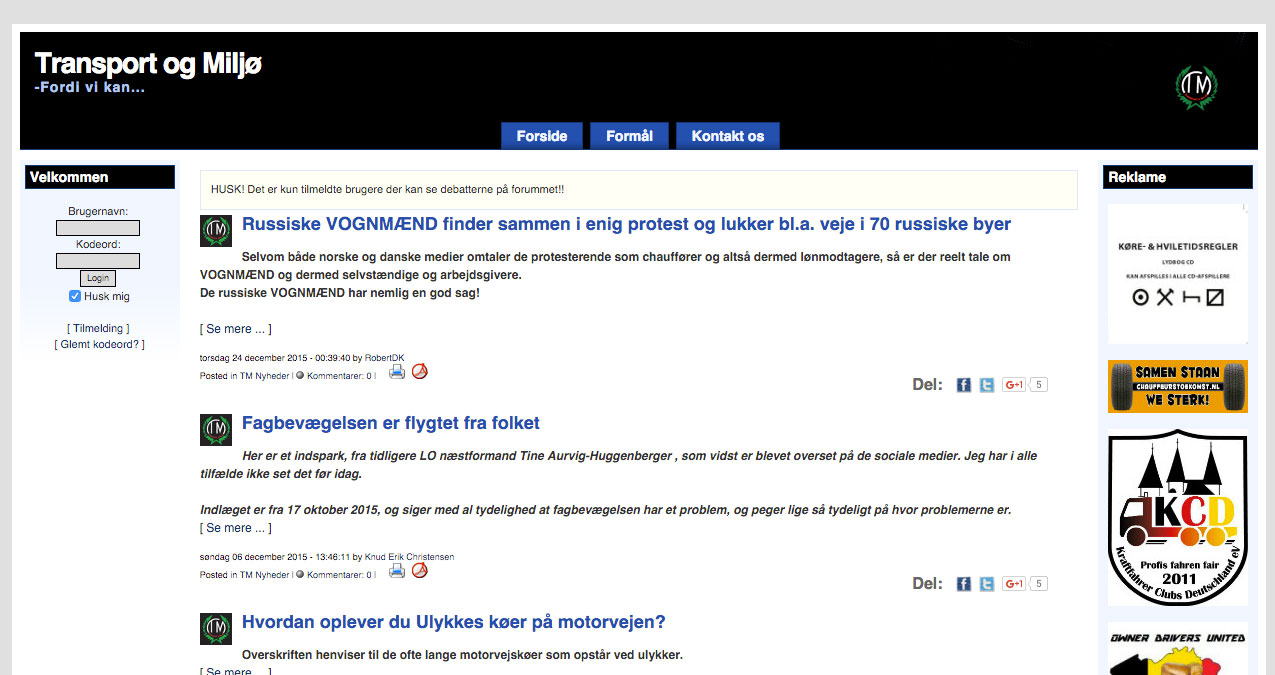 Transport og Miljø
-Fordi vi kan...
TM
Forside
Formål
Kontakt os
Velkommen
Brugernavn:
Kodeord:
Login
Husk mig
[ Tilmelding ]
[ Glemt kodeord? ]
HUSK! Det er kun tilmeldte brugere der kan se debatterne på forummet!!
TM
Russiske VOGNMÆND finder sammen i enig protest og lukker bl.a. veje i 70 russiske byer
Selvom både norske og danske medier omtaler de protesterende som chauffører og altså dermed lønmodtagere, så er der reelt tale om
VOGNMÆND og dermed selvstændige og arbejdsgivere.
De russiske VOGNMÆND har nemlig en god sag!
[ Se mere ... ]
torsdag 24 december 2015 - 00:39:40 by RobertDK
Posted in TM Nyheder | Kommentarer: 0 |
Del: f t G+1 5
TM
Fagbevægelsen er flygtet fra folket
Her er et indspark, fra tidligere LO næstformand Tine Aurvig-Huggenberger , som vidst er blevet overset på de sociale medier. Jeg har i alle
tilfælde ikke set det før idag.
Indlæget er fra 17 oktober 2015, og siger med al tydelighed at fagbevægelsen har et problem, og peger lige så tydeligt på hvor problemerne er.
[ Se mere ... ]
søndag 06 december 2015 - 13:46:11 by Knud Erik Christensen
Posted in TM Nyheder | Kommentarer: 0 |
Del: f t G+1 5
TM
Hvordan oplever du Ulykkes køer på motorvejen?
Overskriften henviser til de ofte lange motorvejskøer som opstår ved ulykker.
[ Se mere ... ]
Reklame
KØRE- & HVILETIDSREGLER
LYDBOG CD
KAN AFSPILLES I ALLE CD-AFSPILLERE
SAMEN STAAN
CHAUFFEURSTOEKOMST.NL
WE STERK!
KCD
Profis fahren fair
2011
Kraftfahrer Clubs Deutschland eV
OWNER DRIVERS UNITED